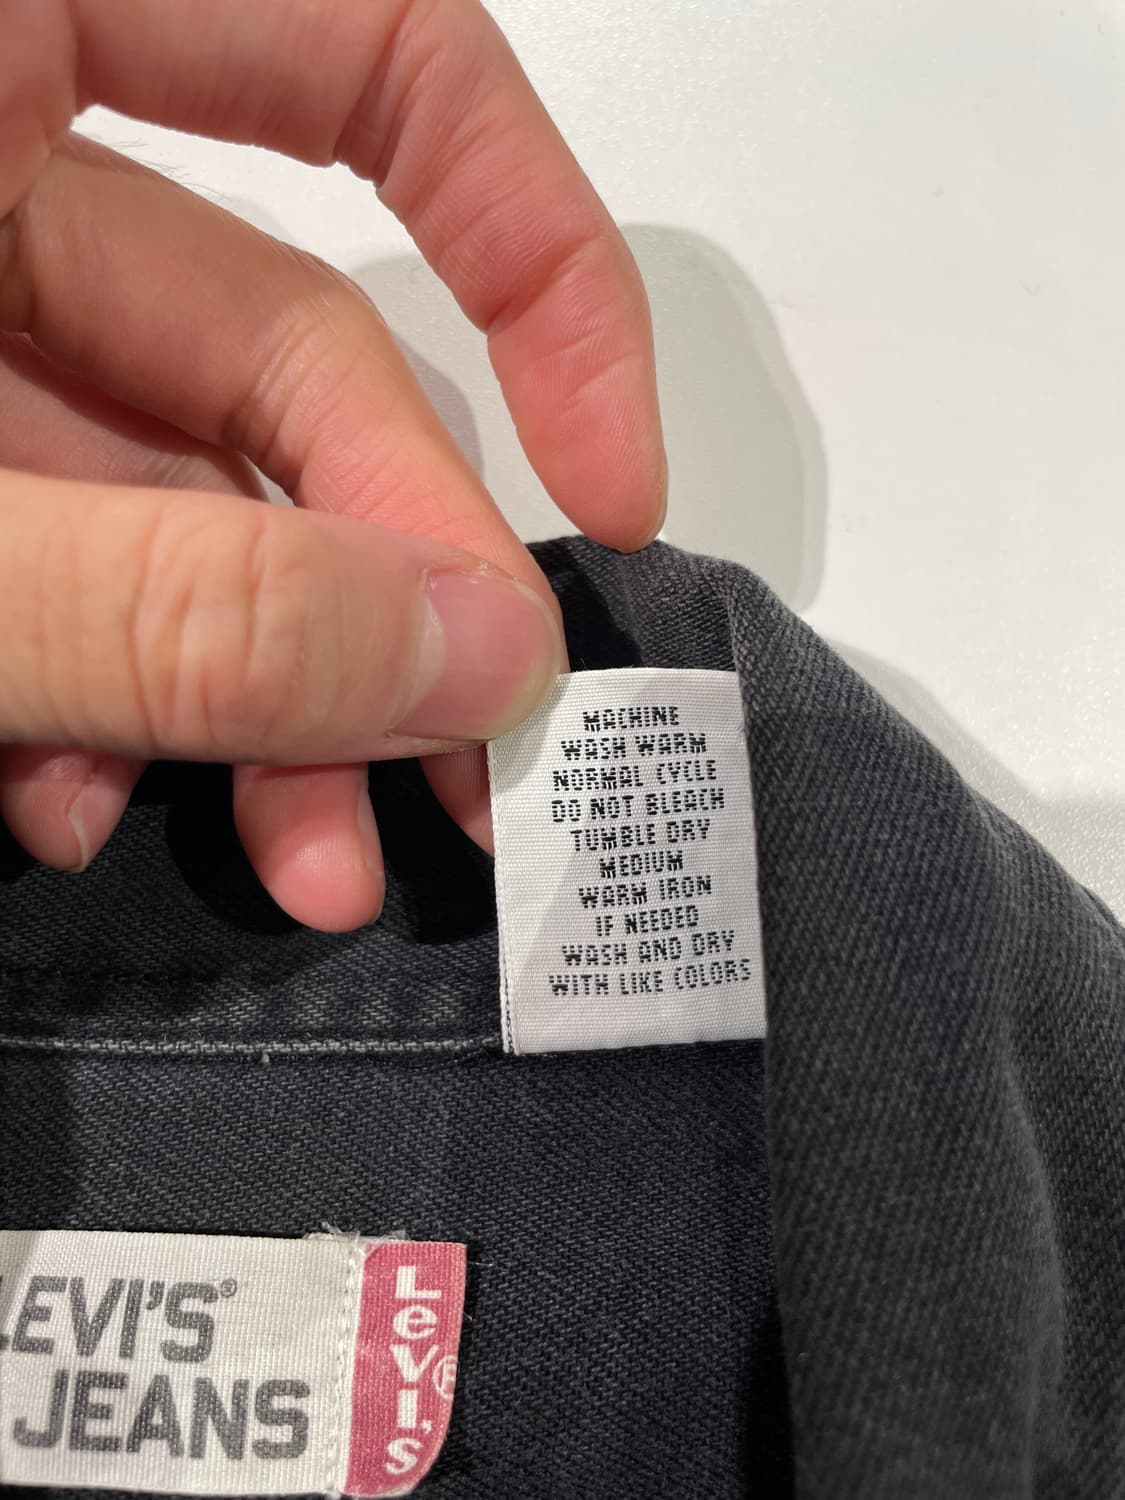 MACHINE
WASH WARM
NORMAL CYCLE
DO NOT BLEACH
TUMBLE DRY
MEDIUM
WARM IRON
IF NEEDED
WASH AND DRY
WITH LIKE COLORS
LEVI'S®
JEANS
Levi's®